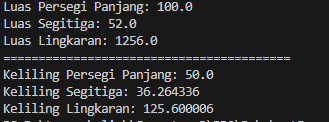 Luas Persegi Panjang: 100.0
Luas Segitiga: 52.0
Luas Lingkaran: 1256.0
=========================================
Keliling Persegi Panjang: 50.0
Keliling Segitiga: 36.264336
Keliling Lingkaran: 125.600006